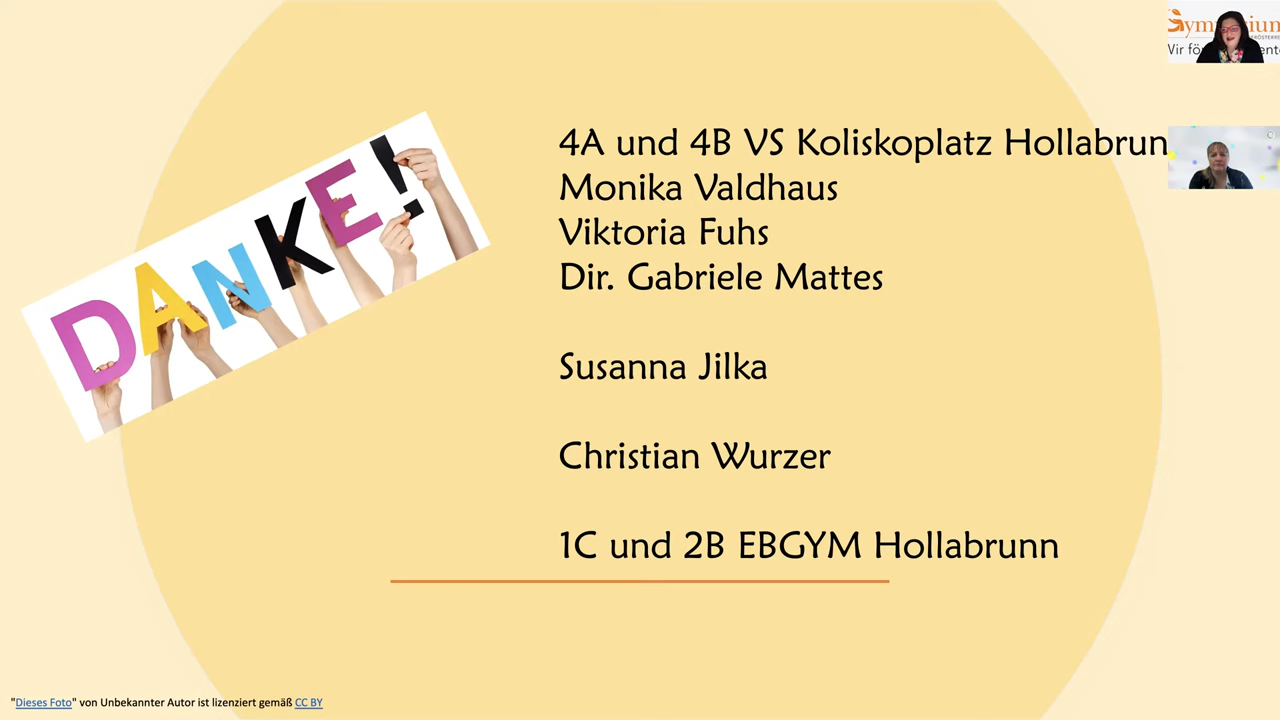 DANKE!
4A und 4B VS Koliskoplatz Hollabrun
Monika Valdhaus
Viktoria Fuhs
Dir. Gabriele Mattes
Susanna Jilka
Christian Wurzer
1C und 2B EBGYM Hollabrunn
"Dieses Foto" von Unbekannter Autor ist lizenziert gemäß CC BY